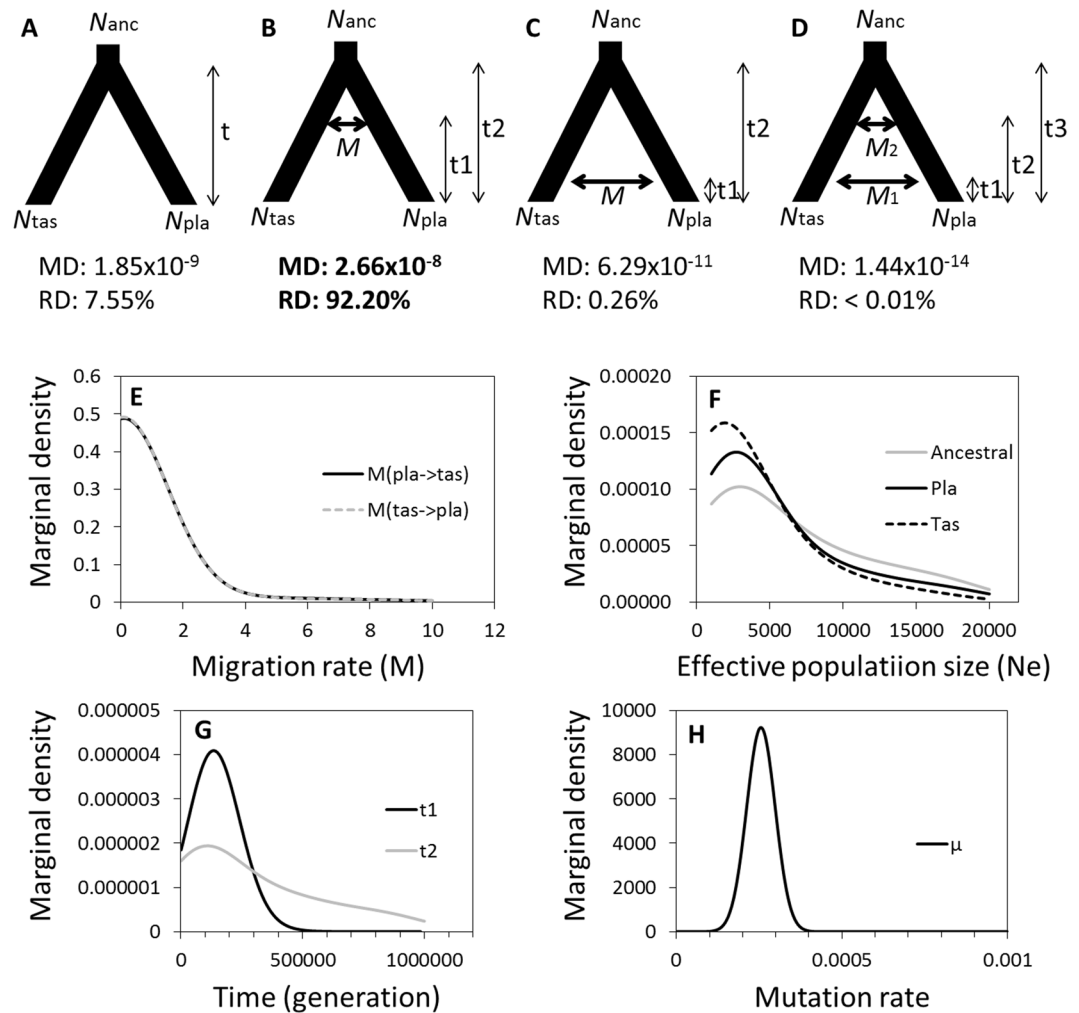 A
Nanc
t
Ntas
Npla
MD: 1.85x10-9
RD: 7.55%
B
Nanc
M
t1
t2
Ntas
Npla
MD: 2.66x10-8
RD: 92.20%
C
Nanc
M
t1
t2
Ntas
Npla
MD: 6.29x10-11
RD: 0.26%
D
Nanc
M2
M1
t1
t2
t3
Ntas
Npla
MD: 1.44x10-14
RD: < 0.01%
E
Marginal density
0.6
0.5
0.4
0.3
0.2
0.1
0
0 2 4 6 8 10 12
M(pla->tas)
M(tas->pla)
Migration rate (M)
F
Marginal density
0.00020
0.00015
0.00010
0.00005
0.00000
0 5000 10000 15000 20000
Ancestral
Pla
Tas
Effective populatiion size (Ne)
G
Marginal density
0.000005
0.000004
0.000003
0.000002
0.000001
0
0 500000 1000000
t1
t2
Time (generation)
H
Marginal density
10000
8000
6000
4000
2000
0
0 0.0005 0.001
μ
Mutation rate